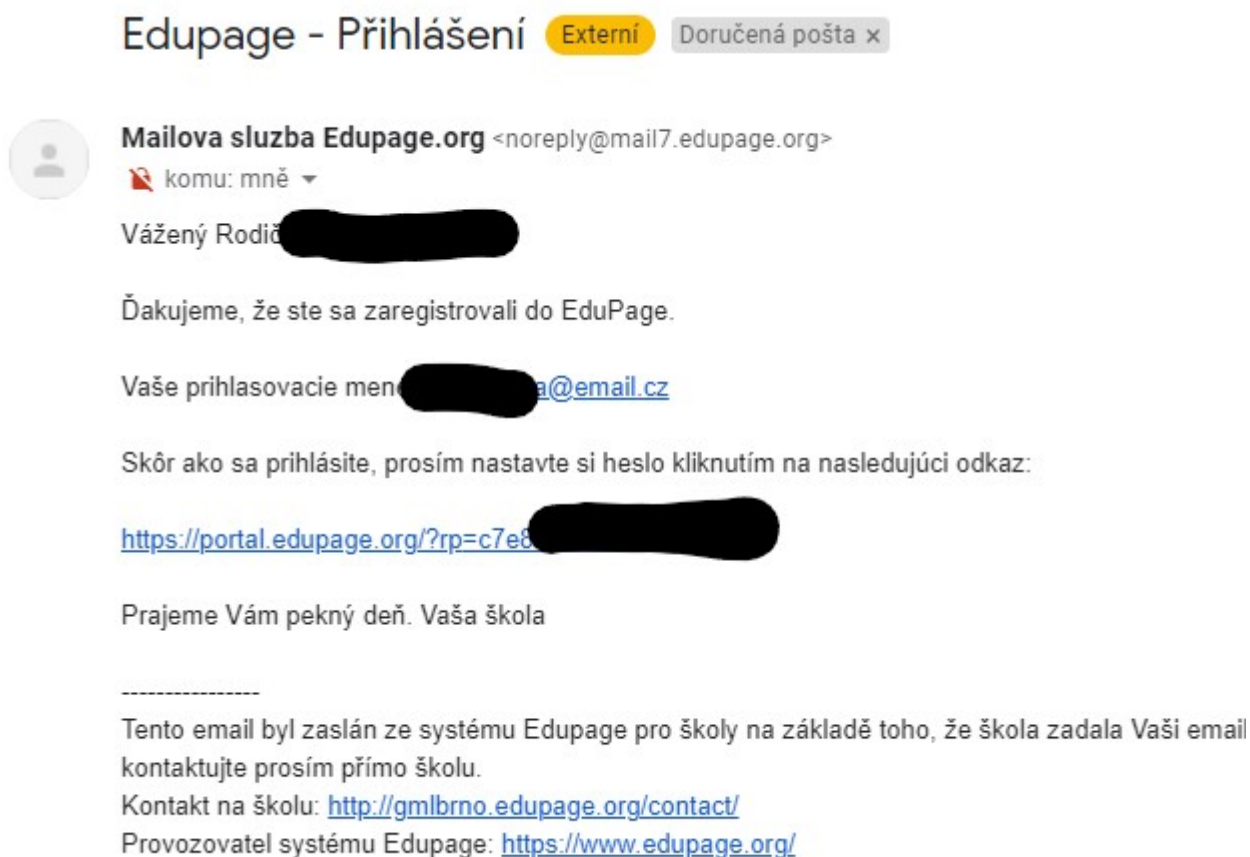 Edupage - Přihlášení Externí Doručená pošta ×
Mailova sluzba Edupage.org <noreply@mail7.edupage.org>
komu: mně
Vážený Rodič
Ďakujeme, že ste sa zaregistrovali do EduPage.
Vaše prihlasovacie a@email.cz
Skôr ako sa prihlásite, prosím nastavte si heslo kliknutím na nasledujúci odkaz:
https://portal.edupage.org/?rp=c7e8
Prajeme Vám pekný deň. Vaša škola
----------------
Tento email byl zaslán ze systému Edupage pro školy na základě toho, že škola zadala Vaši email
kontaktujte prosím přímo školu.
Kontakt na školu: http://gmlbrno.edupage.org/contact/
Provozovatel systému Edupage: https://www.edupage.org/